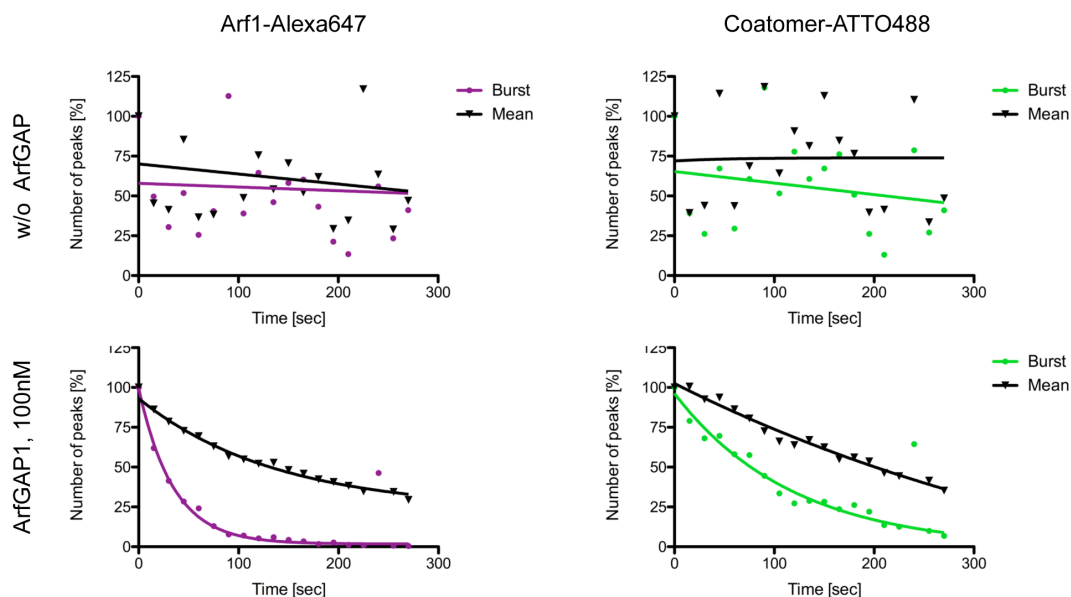 Arf1-Alexa647
Coatomer-ATTO488
w/o ArfGAP
Number of peaks [%]
125
100
75
50
25
0
0
100
200
300
Time [sec]
Burst
Mean
Number of peaks [%]
125
100
75
50
25
0
0
100
200
300
Time [sec]
Burst
Mean
ArfGAP1, 100nM
Number of peaks [%]
125
100
75
50
25
0
0
100
200
300
Time [sec]
Burst
Mean
Number of peaks [%]
125
100
75
50
25
0
0
100
200
300
Time [sec]
Burst
Mean